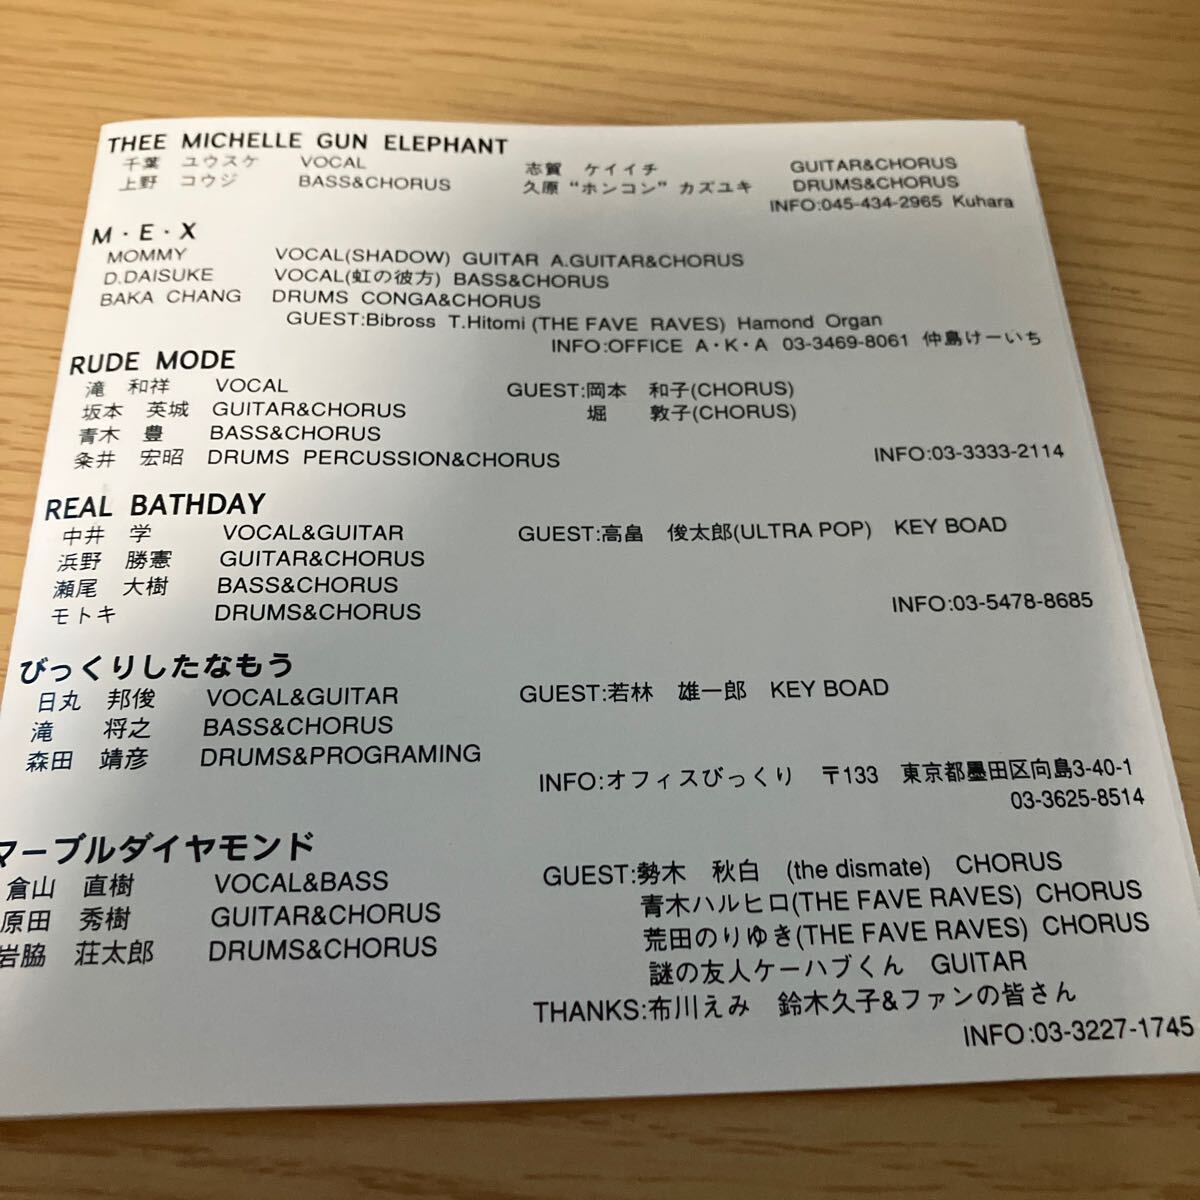 THEE MICHELLE GUN ELEPHANT
千葉 ユウスケ VOCAL 志賀 ケイイチ GUITAR&CHORUS
上野 コウジ BASS&CHORUS 久原 “ホンコン” カズユキ DRUMS&CHORUS
INFO:045-434-2965 Kuhara
M・E・X
MOMMY VOCAL(SHADOW) GUITAR A.GUITAR&CHORUS
D.DAISUKE VOCAL(虹の彼方) BASS&CHORUS
BAKA CHANG DRUMS CONGA&CHORUS
GUEST:Bibross T.Hitomi (THE FAVE RAVES) Hamond Organ
INFO:OFFICE A・K・A 03-3469-8061 仲島けーいち
RUDE MODE
滝 和祥 VOCAL GUEST:岡本 和子(CHORUS)
坂本 英城 GUITAR&CHORUS 堀 敦子(CHORUS)
青木 豊 BASS&CHORUS
粂井 宏昭 DRUMS PERCUSSION&CHORUS INFO:03-3333-2114
REAL BATHDAY
中井 学 VOCAL&GUITAR GUEST:高畠 俊太郎(ULTRA POP) KEY BOAD
浜野 勝憲 GUITAR&CHORUS
瀬尾 大樹 BASS&CHORUS
モトキ DRUMS&CHORUS INFO:03-5478-8685
びっくりしたなもう
日丸 邦俊 VOCAL&GUITAR GUEST:若林 雄一郎 KEY BOAD
滝 将之 BASS&CHORUS
森田 靖彦 DRUMS&PROGRAMING
INFO:オフィスびっくり 〒133 東京都墨田区向島3-40-1
03-3625-8514
マーブルダイヤモンド
倉山 直樹 VOCAL&BASS GUEST:勢木 秋白 (the dismate) CHORUS
原田 秀樹 GUITAR&CHORUS 青木ハルヒロ(THE FAVE RAVES) CHORUS
岩脇 荘太郎 DRUMS&CHORUS 荒田のりゆき(THE FAVE RAVES) CHORUS
謎の友人ケーハブくん GUITAR
THANKS:布川えみ 鈴木久子&ファンの皆さん
INFO:03-3227-1745